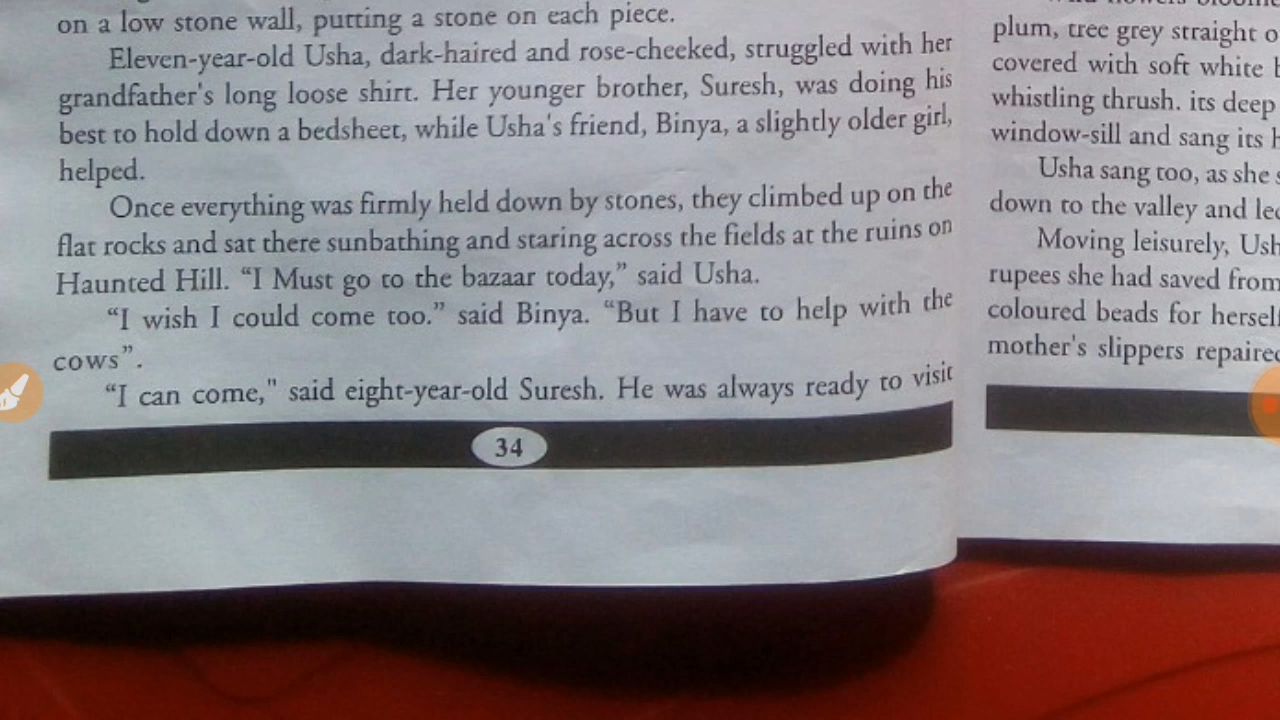 on a low stone wall, putting a stone on each piece.
Eleven-year-old Usha, dark-haired and rose-cheeked, struggled with her
grandfather's long loose shirt. Her younger brother, Suresh, was doing his
best to hold down a bedsheet, while Usha's friend, Binya, a slightly older girl,
helped.
Once everything was firmly held down by stones, they climbed up on the
flat rocks and sat there sunbathing and staring across the fields at the ruins on
Haunted Hill. “I Must go to the bazaar today,” said Usha.
“I wish I could come too.” said Binya. “But I have to help with the
cows”.
“I can come," said eight-year-old Suresh. He was always ready to visit
34
plum, tree grey straight
covered with soft white
whistling thrush. its deep
window-sill and sang its
Usha sang too, as she
down to the valley and
Moving leisurely,
rupees she had saved from
coloured beads for
mother's slippers